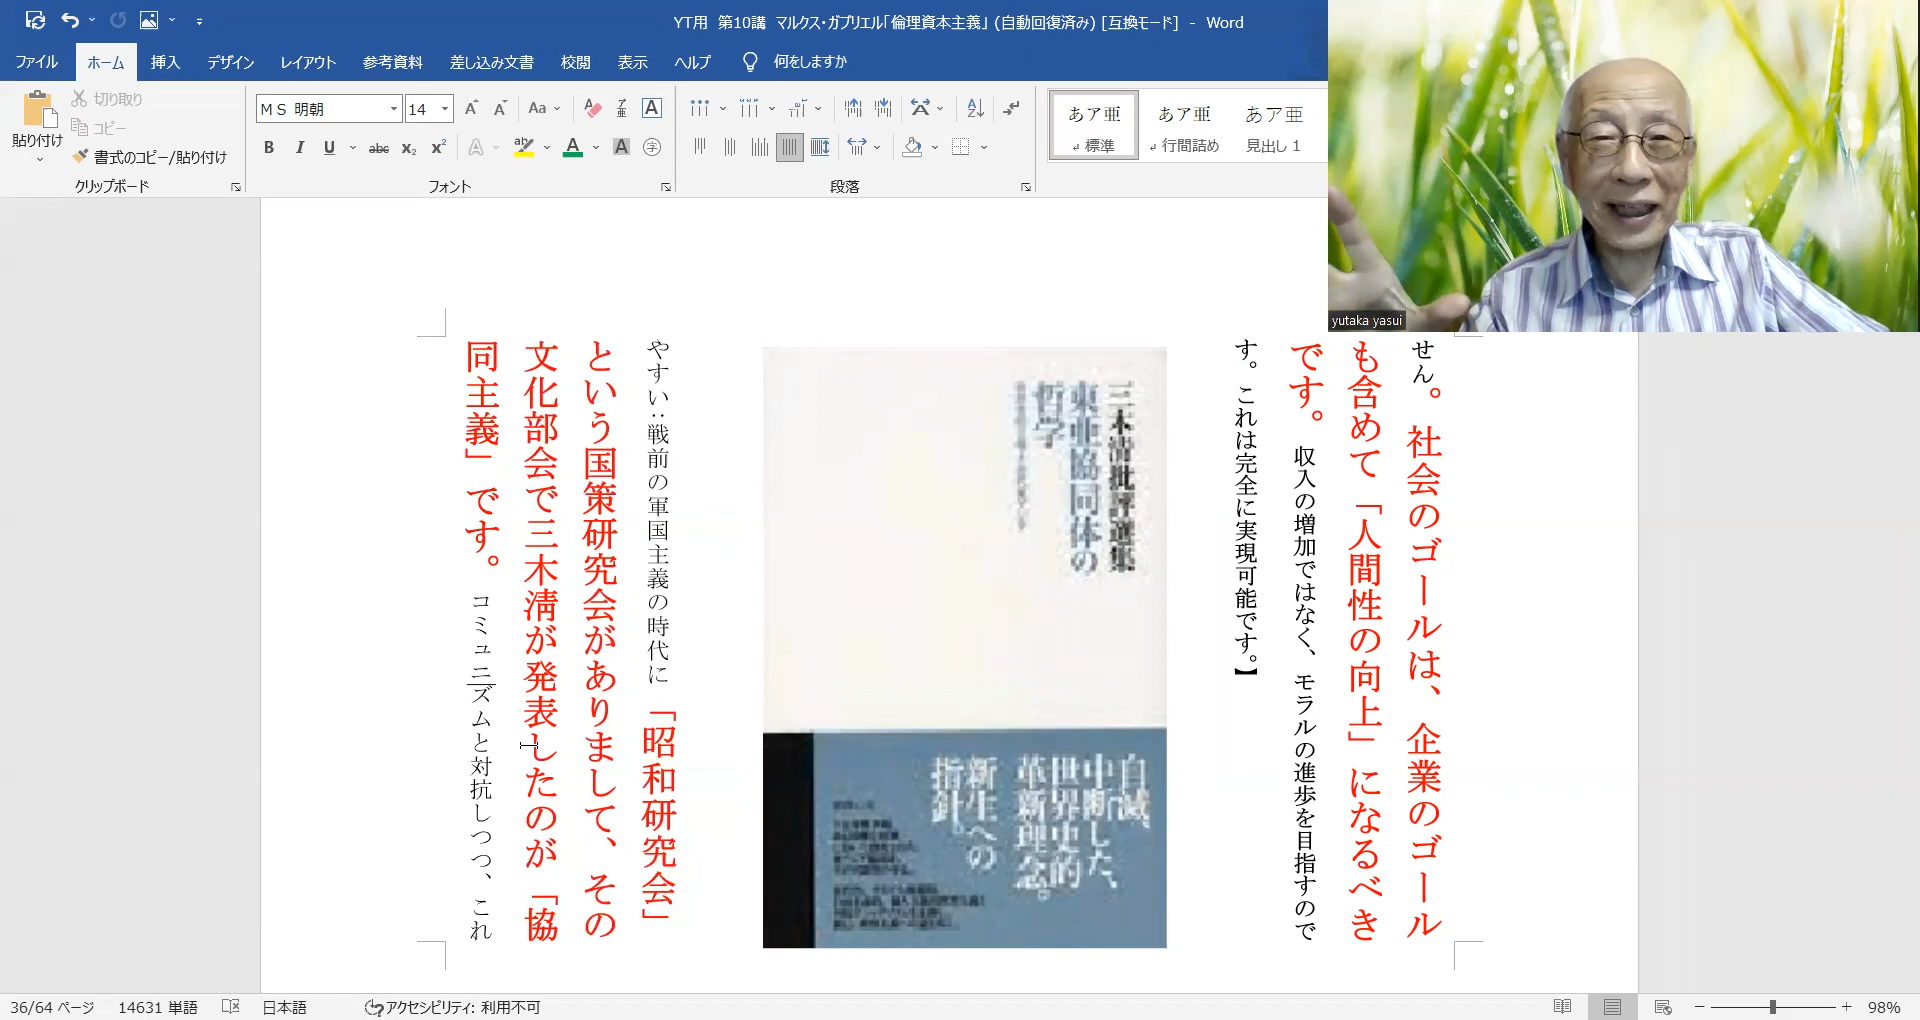 YT用 第10講 マルクス・ガブリエル「倫理資本主義」 (自動回復済み) [互換モード] - Word
ファイル ホーム 挿入 デザイン レイアウト 参考資料 差し込み文書 校閲 表示 ヘルプ 何をしますか
貼り付け
切り取り
コピー
書式のコピー/貼り付け
クリップボード
ＭＳ 明朝 14
フォント
段落
あア亜 標準
あア亜 行間詰め
あア亜 見出し 1
yutaka yasui
せん。社会のゴールは、企業のゴール
も含めて「人間性の向上」になるべき
です。収入の増加ではなく、モラルの進歩を目指すので
す。これは完全に実現可能です。】
三木清批評選集
東亜協同体の
哲学
自滅、
中断した、
世界史的
革新理念。
新生への
指針。
やすい：戦前の軍国主義の時代に「昭和研究会」
という国策研究会がありまして、その
文化部会で三木清が発表したのが「協
同主義」です。コミュニズムと対抗しつつ、これ
36/64 ページ 14631 単語 日本語 アクセシビリティ: 利用不可 98%